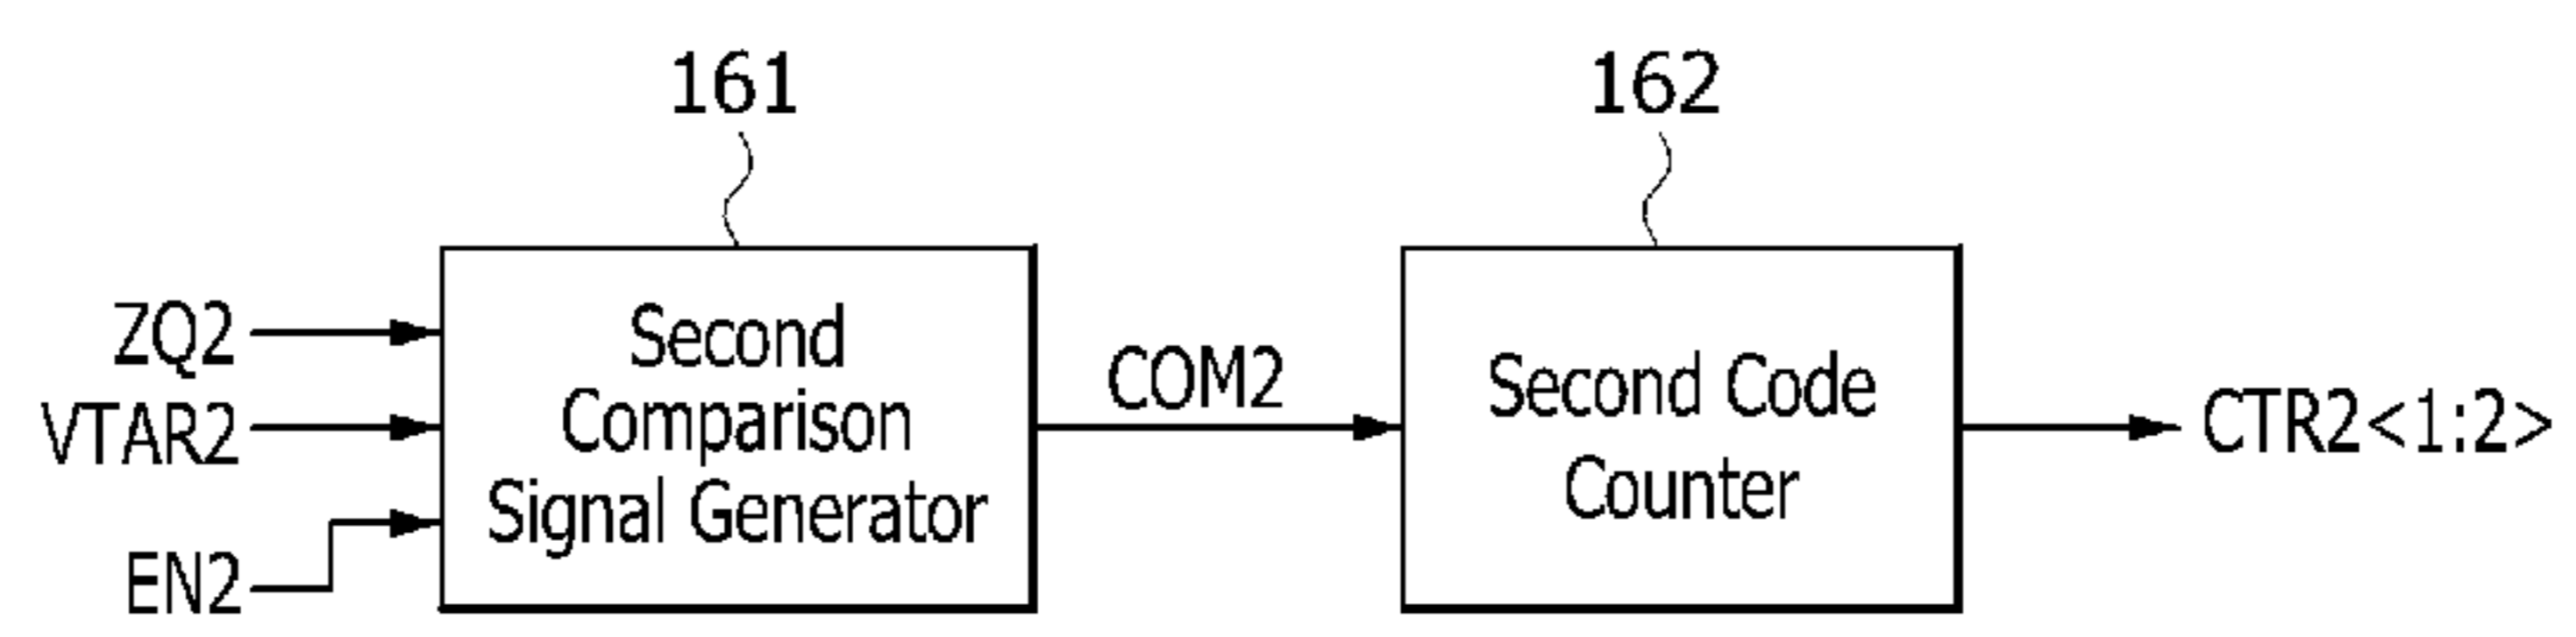 161
162
ZQ2
VTAR2
EN2
Second
Comparison
Signal Generator
COM2
Second Code
Counter
CTR2<1:2>